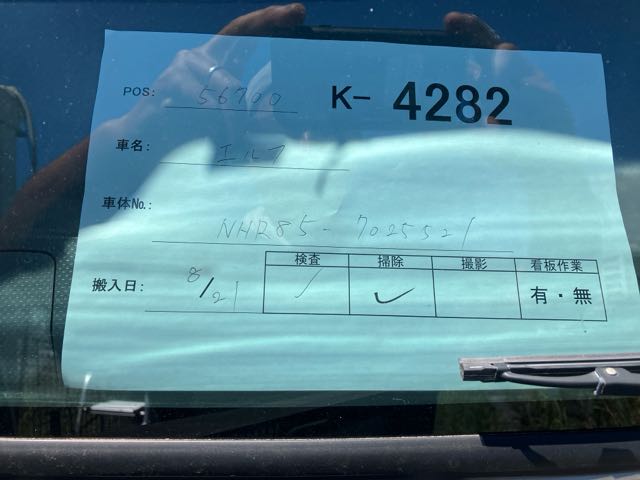 POS: 56700 K- 4282
車名: エルフ
車体No.: NHR85-7025521
搬入日: 8/21
検査 掃除 撮影 看板作業
✓ ✓ 有・無